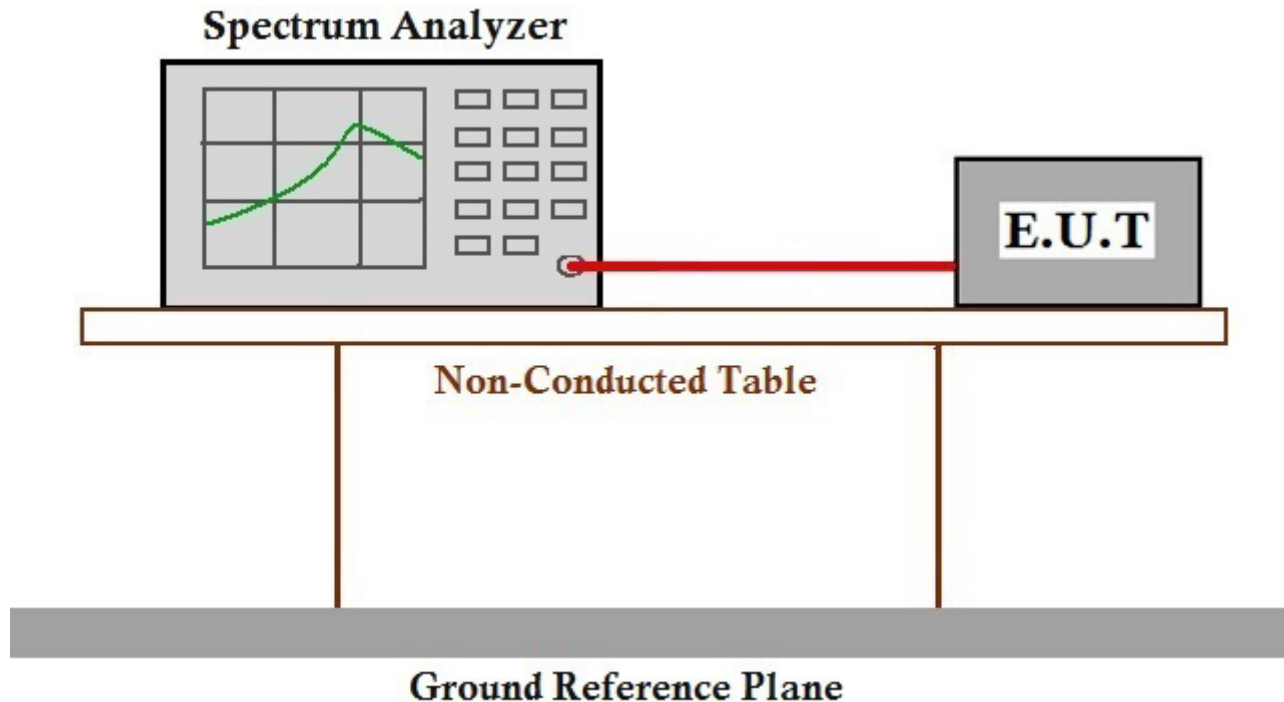 Spectrum Analyzer
E.U.T
Non-Conducted Table
Ground Reference Plane